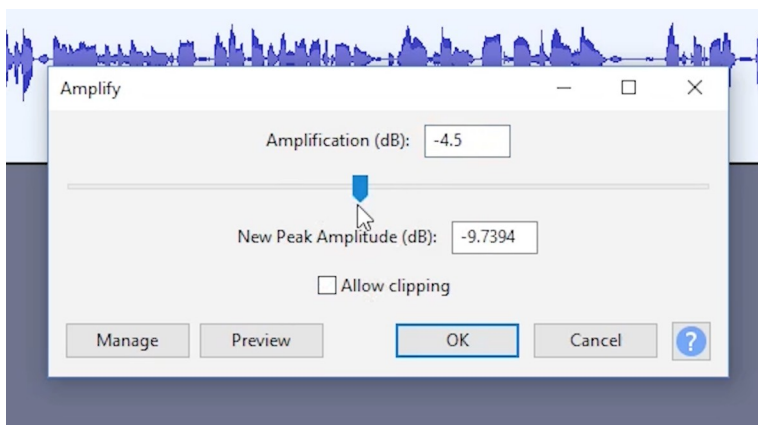 Amplify
Amplification (dB): -4.5
New Peak Amplitude (dB): -9.7394
Allow clipping
Manage Preview OK Cancel ?